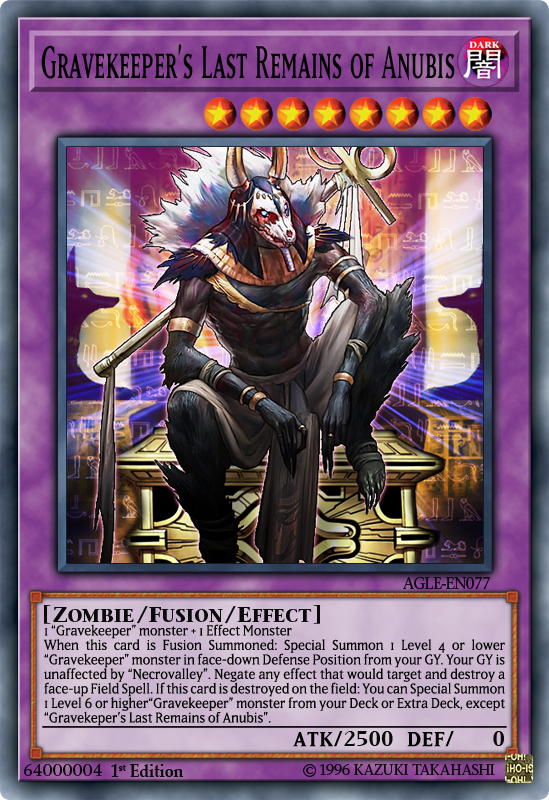 GRAVEKEEPER'S LAST REMAINS OF ANUBIS
DARK
闇
AGLE-EN077
[ZOMBIE/FUSION/EFFECT]
1 “Gravekeeper” monster + 1 Effect Monster
When this card is Fusion Summoned: Special Summon 1 Level 4 or lower
“Gravekeeper” monster in face-down Defense Position from your GY. Your GY is
unaffected by “Necrovalley”. Negate any effect that would target and destroy a
face-up Field Spell. If this card is destroyed on the field: You can Special Summon
1 Level 6 or higher“Gravekeeper” monster from your Deck or Extra Deck, except
“Gravekeper’s Last Remains of Anubis”.
ATK/2500 DEF/ 0
64000004 1st Edition © 1996 KAZUKI TAKAHASHI